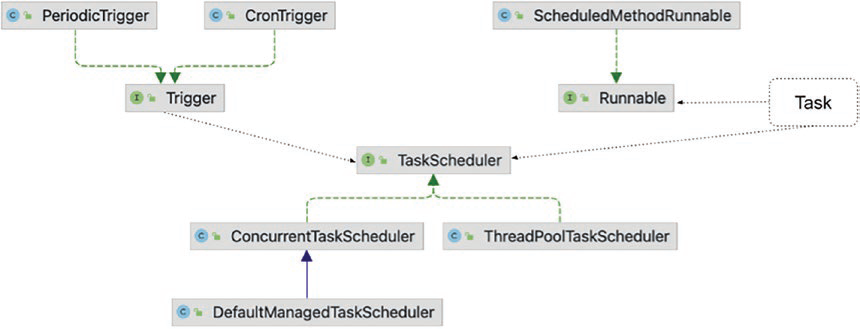 C PeriodicTrigger
C CronTrigger
C ScheduledMethodRunnable
I Trigger
I Runnable
Task
I TaskScheduler
C ConcurrentTaskScheduler
C ThreadPoolTaskScheduler
C DefaultManagedTaskScheduler